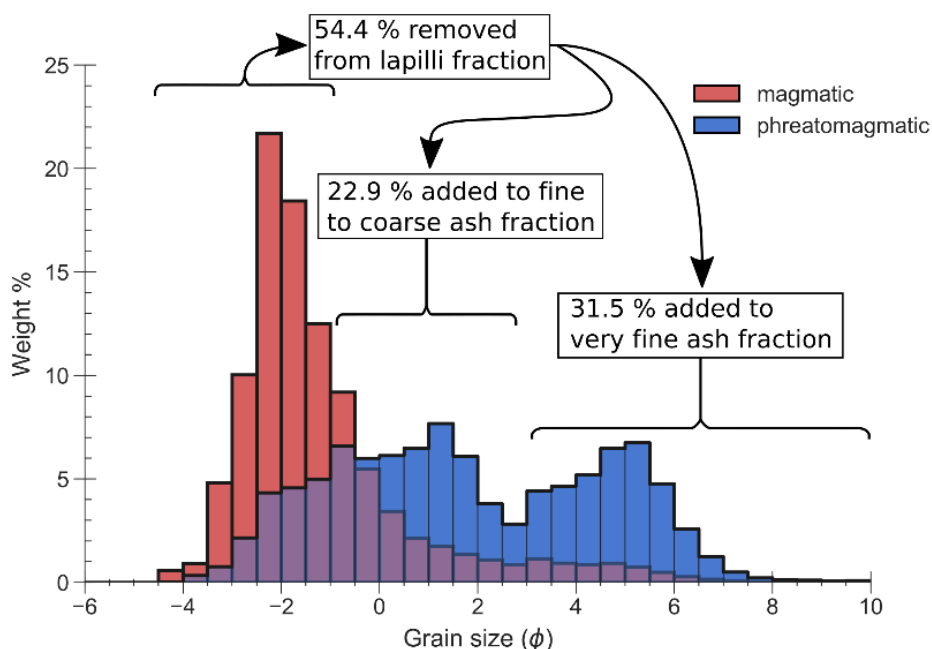 54.4 % removed
from lapilli fraction
25
magmatic
phreatomagmatic
20
22.9 % added to fine
to coarse ash fraction
15
31.5 % added to
very fine ash fraction
10
5
0
Weight %
−6
−4
−2
0
2
4
6
8
10
Grain size (ϕ)